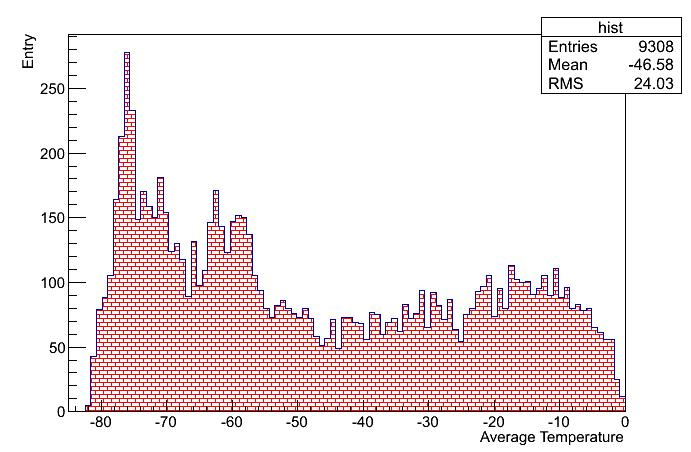 hist
Entries 9308
Mean -46.58
RMS 24.03
Entry
250
200
150
100
50
0
-80 -70 -60 -50 -40 -30 -20 -10 0
Average Temperature